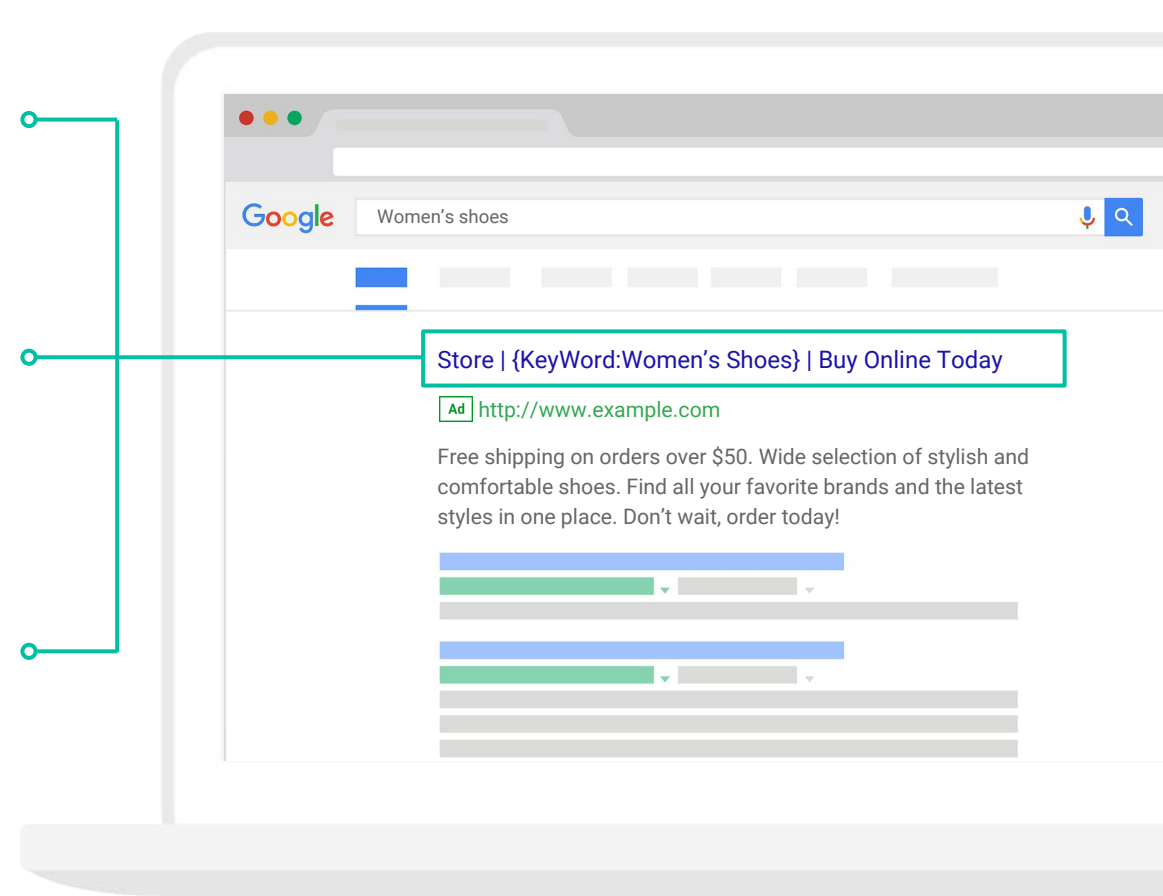 Google
Women's shoes
Store | {KeyWord:Women’s Shoes} | Buy Online Today
Ad http://www.example.com
Free shipping on orders over $50. Wide selection of stylish and
comfortable shoes. Find all your favorite brands and the latest
styles in one place. Don’t wait, order today!